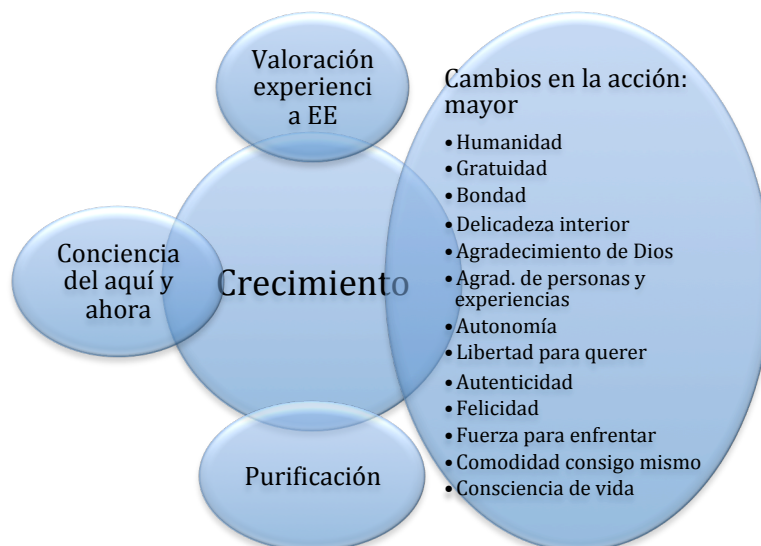 Valoración
experienci
a EE
Conciencia
del aquí y
ahora
Crecimiento
Purificación
Cambios en la acción:
mayor
• Humanidad
• Gratuidad
• Bondad
• Delicadeza interior
• Agradecimiento de Dios
• Agrad. de personas y
experiencias
• Autonomía
• Libertad para querer
• Autenticidad
• Felicidad
• Fuerza para enfrentar
• Comodidad consigo mismo
• Consciencia de vida